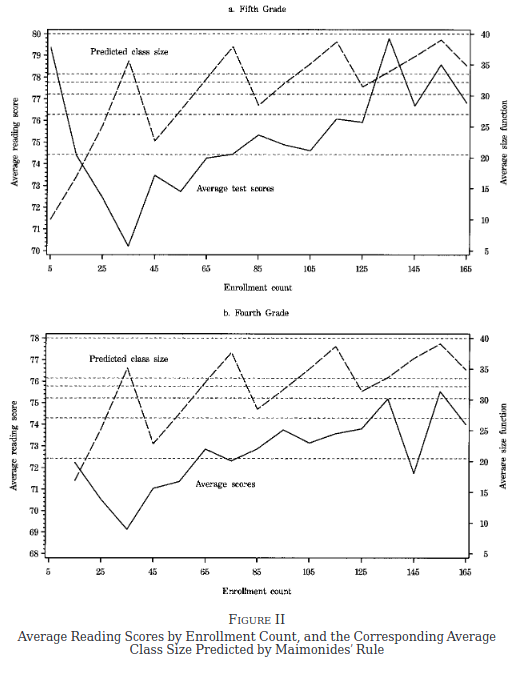 a. Fifth Grade
Predicted class size
Average test scores
Average reading score
Average size function
80
79
78
77
76
75
74
73
72
71
70
40
35
30
25
20
15
10
5
5 25 45 65 85 105 125 145 165
Enrollment count
b. Fourth Grade
Predicted class size
Average scores
Average reading score
Average size function
78
77
76
75
74
73
72
71
70
69
68
40
35
30
25
20
15
10
5
5 25 45 65 85 105 125 145 165
Enrollment count
FIGURE II
Average Reading Scores by Enrollment Count, and the Corresponding Average
Class Size Predicted by Maimonides' Rule